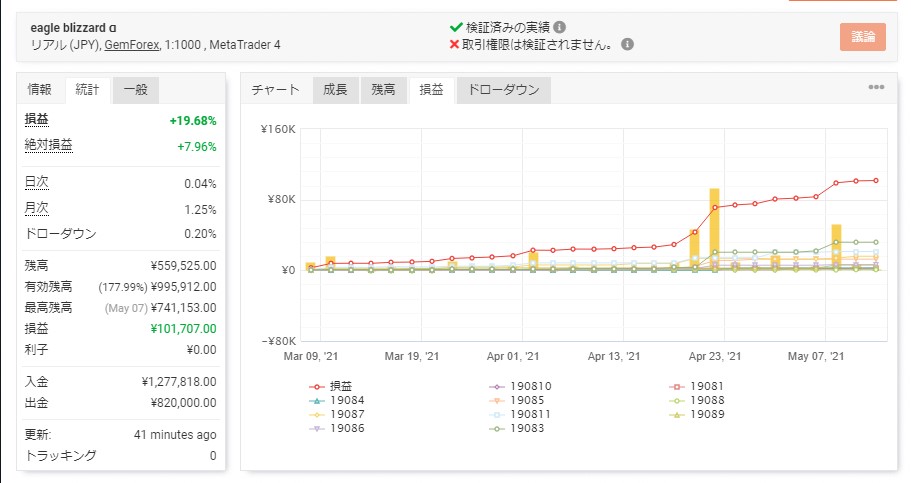 eagle blizzard α
リアル (JPY), GemForex, 1:1000 , MetaTrader 4
検証済みの実績
取引権限は検証されません。
議論
情報 統計 一般
損益 +19.68%
絶対損益 +7.96%
日次 0.04%
月次 1.25%
ドローダウン 0.20%
残高 ¥559,525.00
有効残高 (177.99%) ¥995,912.00
最高残高 (May 07) ¥741,153.00
損益 ¥101,707.00
利子 ¥0.00
入金 ¥1,277,818.00
出金 ¥820,000.00
更新: 41 minutes ago
トラッキング 0
チャート 成長 残高 損益 ドローダウン
¥160K
¥80K
¥0
-¥80K
Mar 09, '21 Mar 19, '21 Apr 01, '21 Apr 13, '21 Apr 23, '21 May 07, '21
損益 190810 19081
19084 19085 19088
19087 190811 19089
19086 19083